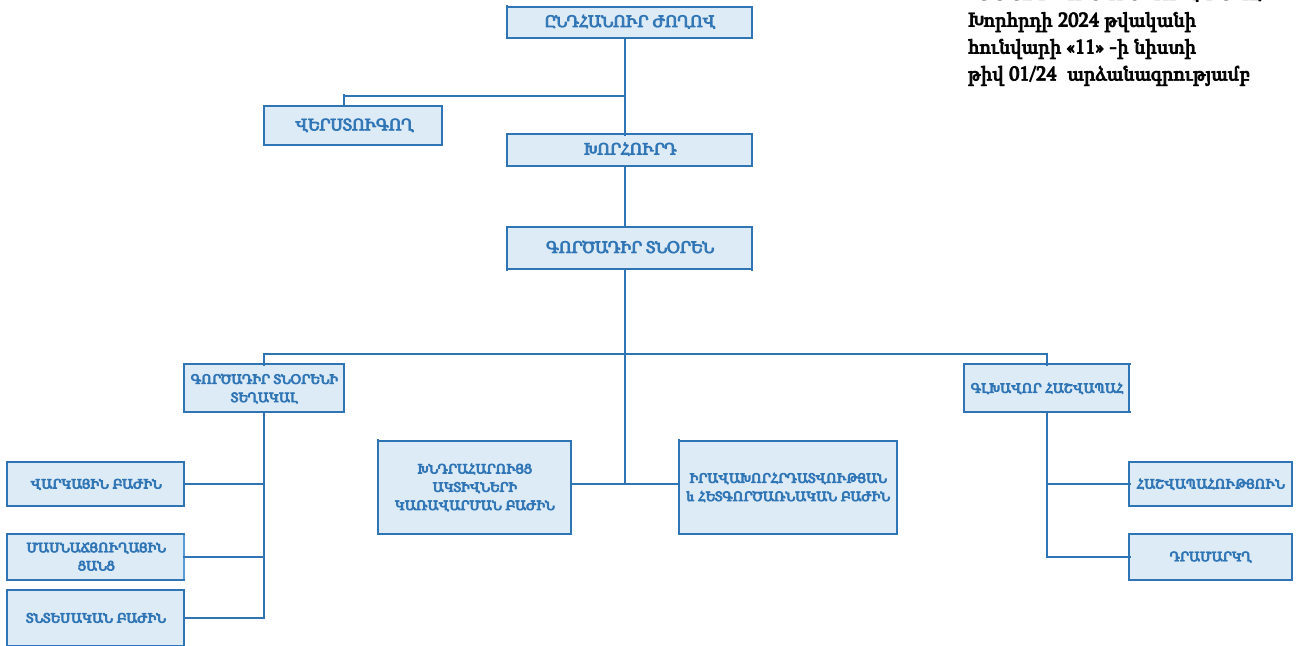 Խորհրդի 2024 թվականի
հունվարի «11» -ի նիստի
թիվ 01/24 արձանագրությամբ
ԸՆԴՀԱՆՈՒՐ ԺՈՂՈՎ
ՎԵՐՍՏՈՒԳՈՂ
ԽՈՐՀՈՒՐԴ
ԳՈՐԾԱԴԻՐ ՏՆՕՐԵՆ
ԳՈՐԾԱԴԻՐ ՏՆՕՐԵՆԻ
ՏԵՂԱԿԱԼ
ԳԼԽԱՎՈՐ ՀԱՇՎԱՊԱՀ
ՎԱՐԿԱՅԻՆ ԲԱԺԻՆ
ՄԱՍՆԱՃՅՈՒՂԱՅԻՆ
ՑԱՆՑ
ՏՆՏԵՍԱԿԱՆ ԲԱԺԻՆ
ԽՆԴՐԱՀԱՐՈՒՅՑ
ԱԿՏԻՎՆԵՐԻ
ԿԱՌԱՎԱՐՄԱՆ ԲԱԺԻՆ
ԻՐԱՎԱԽՈՐՀՐԴԱՏՎՈՒԹՅԱՆ
և ՀԵՏԳՈՐԾԱՌՆԱԿԱՆ ԲԱԺԻՆ
ՀԱՇՎԱՊԱՀՈՒԹՅՈՒՆ
ԴՐԱՄԱՐԿՂ